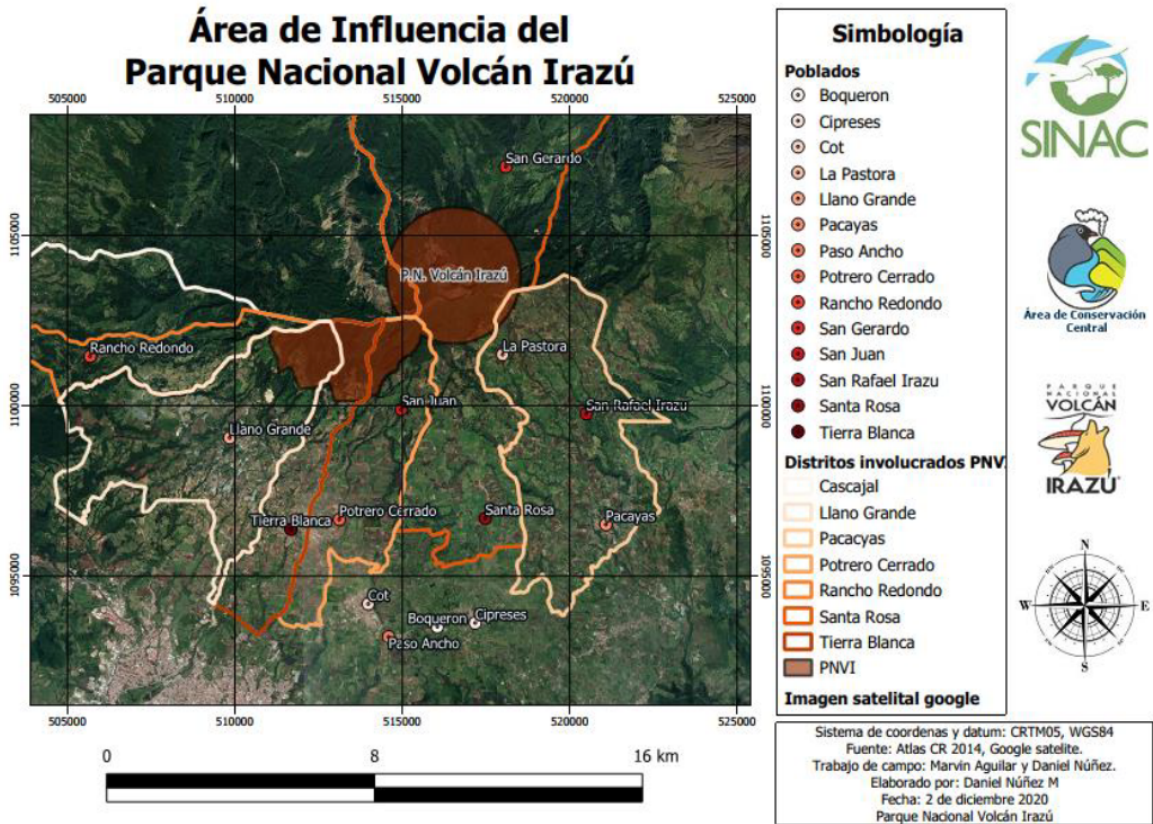 Área de Influencia del
Parque Nacional Volcán Irazú
505000 510000 515000 520000 525000
1105000 1105000
1100000 1100000
1095000 1095000
San Gerardo
P.N. Volcán Irazú
Rancho Redondo
La Pastora
San Juan
San Rafael Irazu
Llano Grande
Tierra Blanca
Potrero Cerrado
Santa Rosa
Pacayas
Cot
Boqueron
Cipreses
Paso Ancho
505000 510000 515000 520000 525000
0 8 16 km
Simbología
Poblados
Boqueron
Cipreses
Cot
La Pastora
Llano Grande
Pacayas
Paso Ancho
Potrero Cerrado
Rancho Redondo
San Gerardo
San Juan
San Rafael Irazu
Santa Rosa
Tierra Blanca
Distritos involucrados PNV
Cascajal
Llano Grande
Pacacyas
Potrero Cerrado
Rancho Redondo
Santa Rosa
Tierra Blanca
PNVI
Imagen satelital google
Sistema de coordenas y datum: CRTM05, WGS84
Fuente: Atlas CR 2014, Google satelite.
Trabajo de campo: Marvin Aguilar y Daniel Núñez.
Elaborado por: Daniel Núñez M
Fecha: 2 de diciembre 2020
Parque Nacional Volcán Irazú
SINAC
Área de Conservación
Central
PARQUE
NACIONAL
VOLCÁN
IRAZÚ
N
W E
S